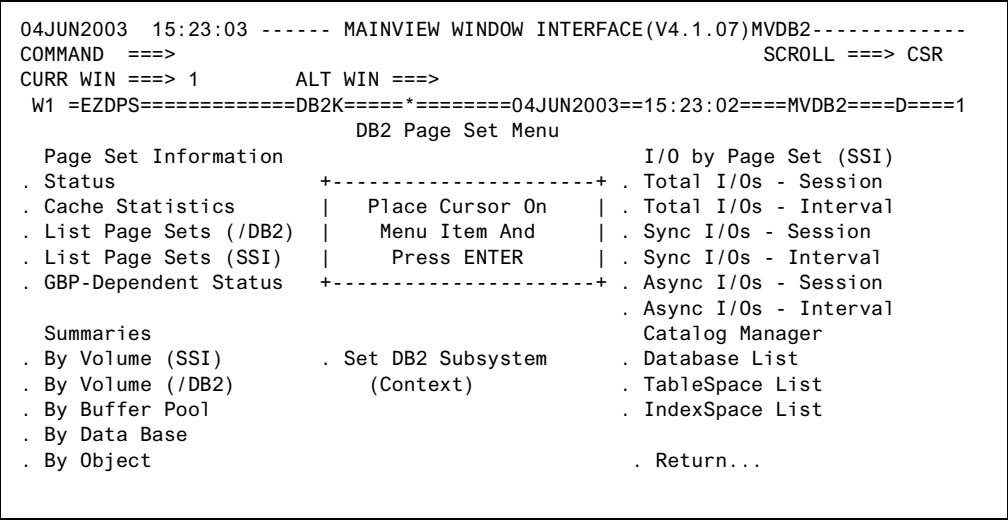 04JUN2003  15:23:03 ------ MAINVIEW WINDOW INTERFACE(V4.1.07)MVDB2-------------
COMMAND  ===>                                                  SCROLL ===> CSR
CURR WIN ===> 1        ALT WIN ===>
 W1 =EZDPS=============DB2K=====*========04JUN2003==15:23:02====MVDB2====D====1
                            DB2 Page Set Menu
  Page Set Information                              I/O by Page Set (SSI)
. Status                 +----------------------+ . Total I/Os - Session
. Cache Statistics       |   Place Cursor On    | . Total I/Os - Interval
. List Page Sets (/DB2)  |    Menu Item And     | . Sync I/Os - Session
. List Page Sets (SSI)   |     Press ENTER      | . Sync I/Os - Interval
. GBP-Dependent Status   +----------------------+ . Async I/Os - Session
                                                  . Async I/Os - Interval
  Summaries                                         Catalog Manager
. By Volume (SSI)        . Set DB2 Subsystem      . Database List
. By Volume (/DB2)           (Context)            . TableSpace List
. By Buffer Pool                                  . IndexSpace List
. By Data Base
. By Object                                        . Return...